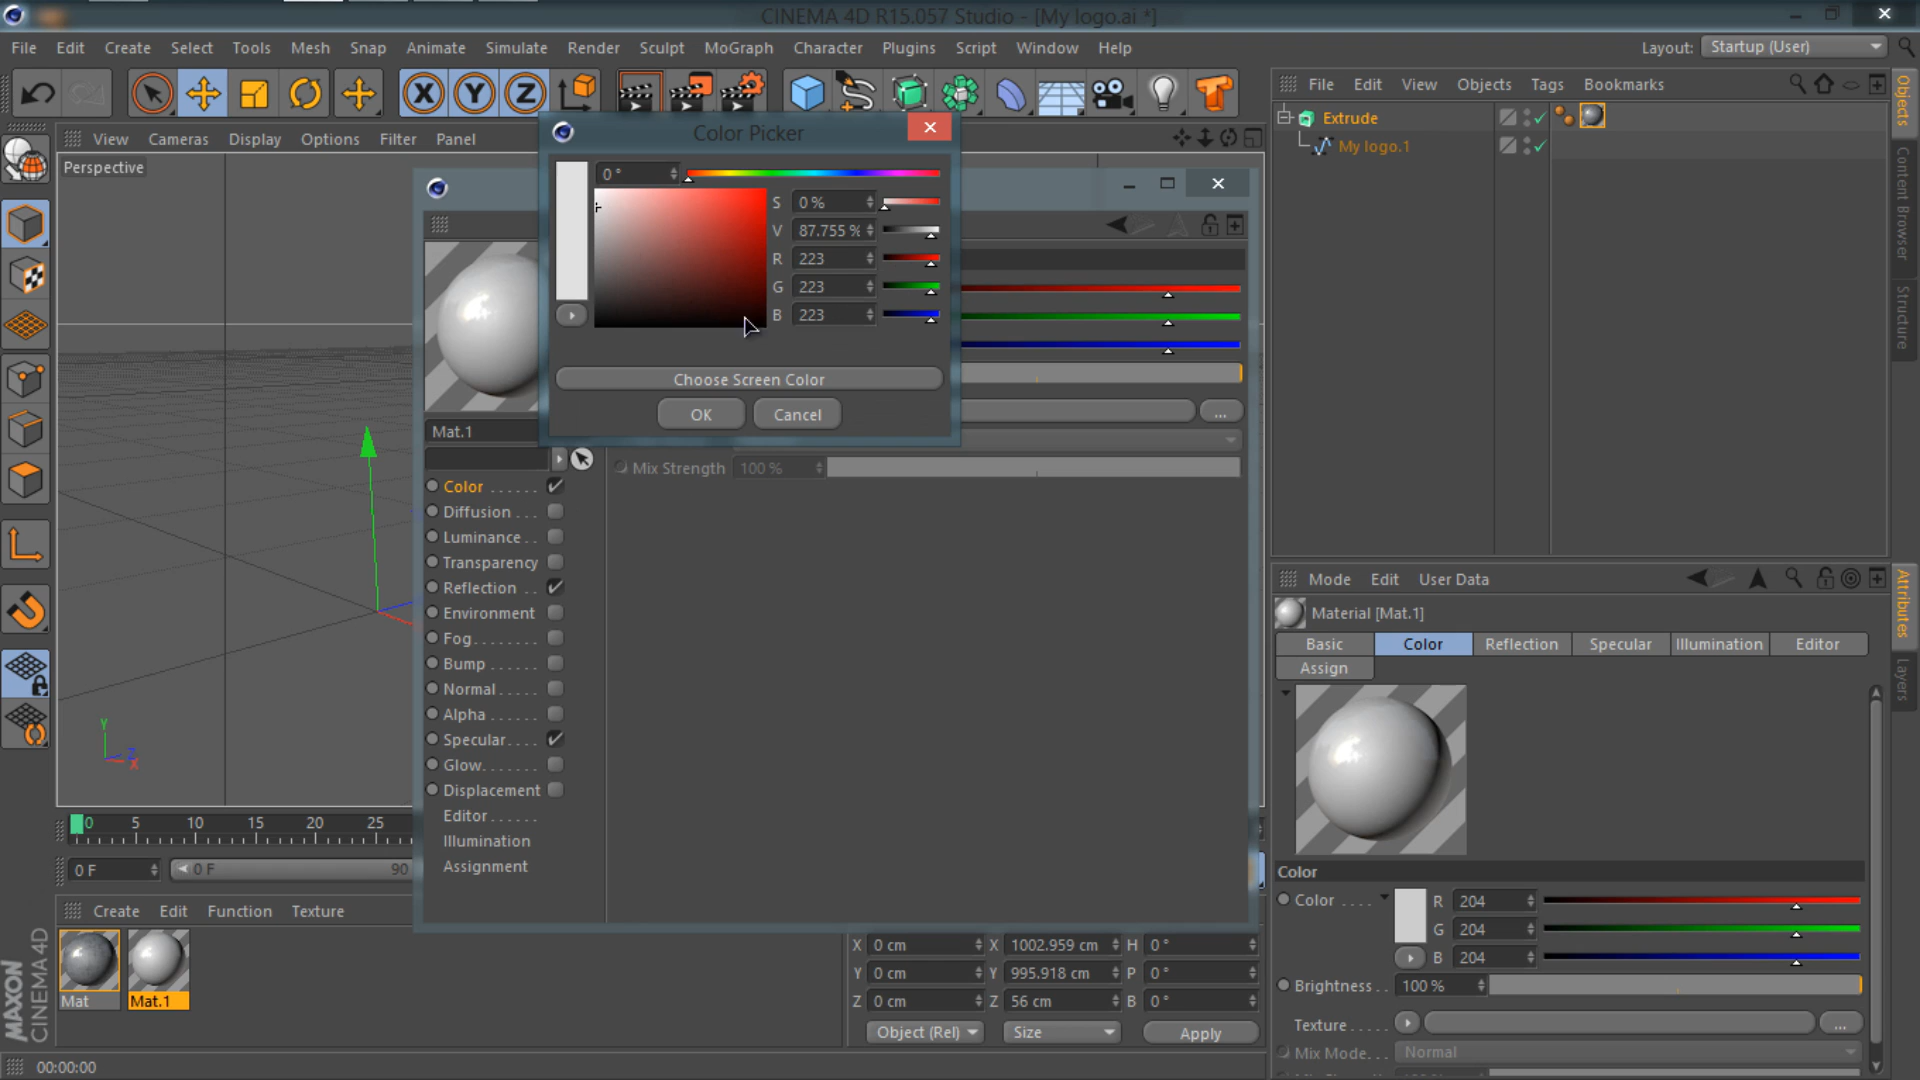 CINEMA 4D R15.057 Studio - [My logo.ai *]
File Edit Create Select Tools Mesh Snap Animate Simulate Render Sculpt MoGraph Character Plugins Script Window Help
Layout: Startup (User)
File Edit View Objects Tags Bookmarks
Extrude
My logo.1
Objects
Content Browser
Structure
View Cameras Display Options Filter Panel
Perspective
Color Picker
0 °
S 0 %
V 87.755 %
R 223
G 223
B 223
Choose Screen Color
OK Cancel
...
Mat.1
Mix Strength 100 %
Color ......
Diffusion ...
Luminance ..
Transparency
Reflection ..
Environment
Fog.......
Bump ......
Normal .....
Alpha ......
Specular....
Glow.......
Displacement
Editor ......
Illumination
Assignment
Y
Z
X
0 5 10 15 20 25
0 F 0 F 90
Create Edit Function Texture
Mat Mat.1
MAXON
CINEMA 4D
X 0 cm X 1002.959 cm H 0 °
Y 0 cm Y 995.918 cm P 0 °
Z 0 cm Z 56 cm B 0 °
Object (Rel) Size Apply
00:00:00
Mode Edit User Data
Attributes
Layers
Material [Mat.1]
Basic Color Reflection Specular Illumination Editor
Assign
Color
Color .... R 204
G 204
B 204
Brightness .. 100 %
Texture ..... ...
Mix Mode... Normal